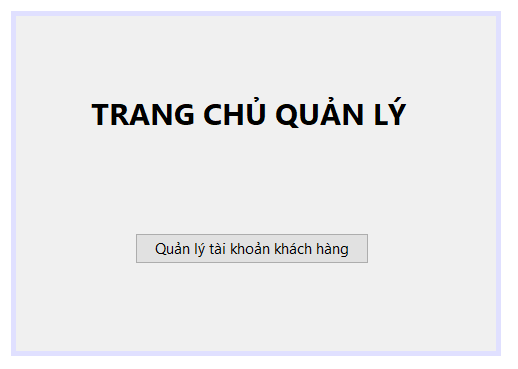 TRANG CHỦ QUẢN LÝ
Quản lý tài khoản khách hàng